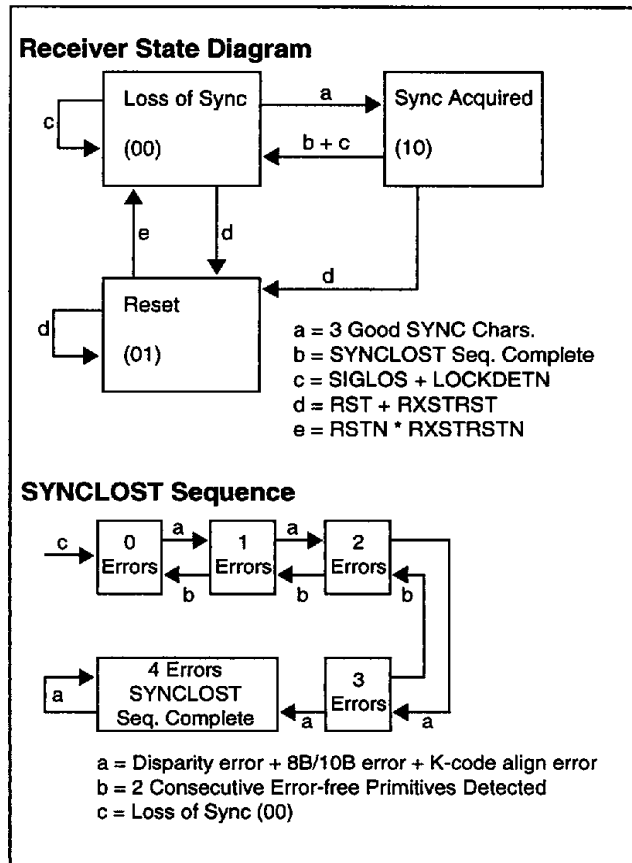 Receiver State Diagram
Loss of Sync
(00)
a
Sync Acquired
(10)
c
b + c
e
d
d
Reset
(01)
d
a = 3 Good SYNC Chars.
b = SYNCLOST Seq. Complete
c = SIGLOS + LOCKDETN
d = RST + RXSTRST
e = RSTN * RXSTRSTN
SYNCLOST Sequence
c
0
Errors
a
b
1
Errors
a
b
2
Errors
b
a
4 Errors
SYNCLOST
Seq. Complete
a
a
3
Errors
a = Disparity error + 8B/10B error + K-code align error
b = 2 Consecutive Error-free Primitives Detected
c = Loss of Sync (00)